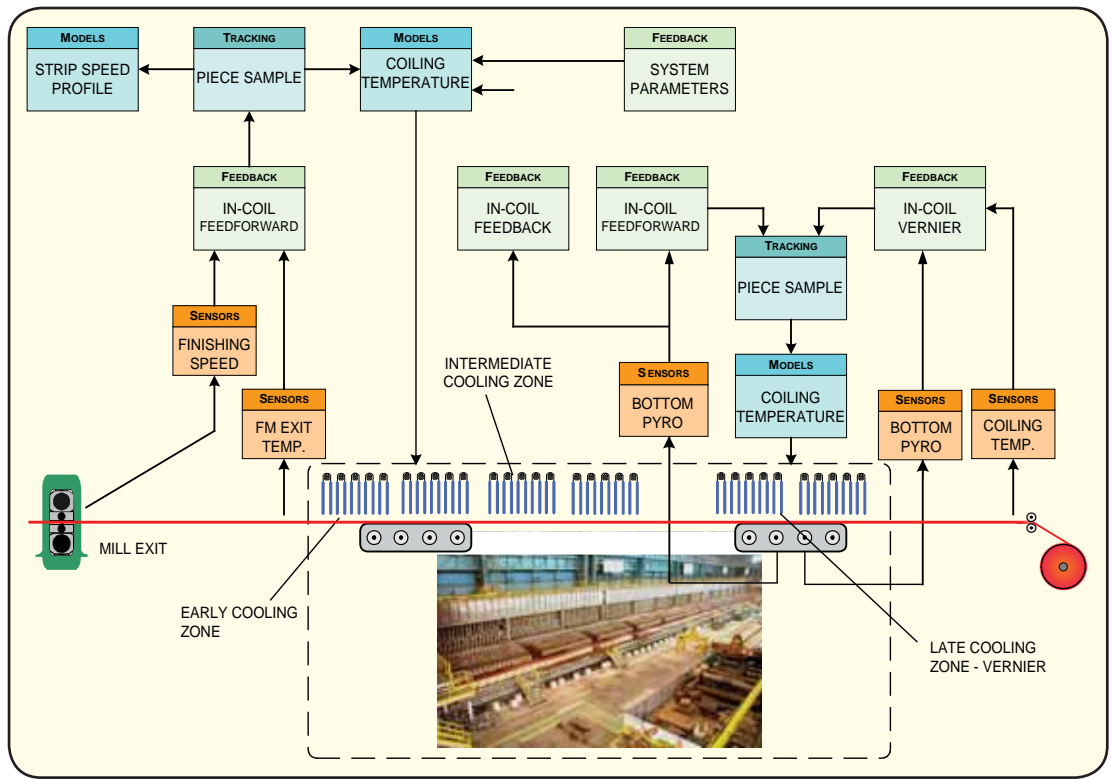 MODELS
STRIP SPEED
PROFILE
TRACKING
PIECE SAMPLE
MODELS
COILING
TEMPERATURE
FEEDBACK
SYSTEM
PARAMETERS
FEEDBACK
IN-COIL
FEEDFORWARD
FEEDBACK
IN-COIL
FEEDBACK
FEEDBACK
IN-COIL
FEEDFORWARD
FEEDBACK
IN-COIL
VERNIER
TRACKING
PIECE SAMPLE
SENSORS
FINISHING
SPEED
INTERMEDIATE
COOLING ZONE
MODELS
COILING
TEMPERATURE
SENSORS
BOTTOM
PYRO
SENSORS
FM EXIT
TEMP.
SENSORS
BOTTOM
PYRO
SENSORS
COILING
TEMP.
MILL EXIT
EARLY COOLING
ZONE
LATE COOLING
ZONE - VERNIER